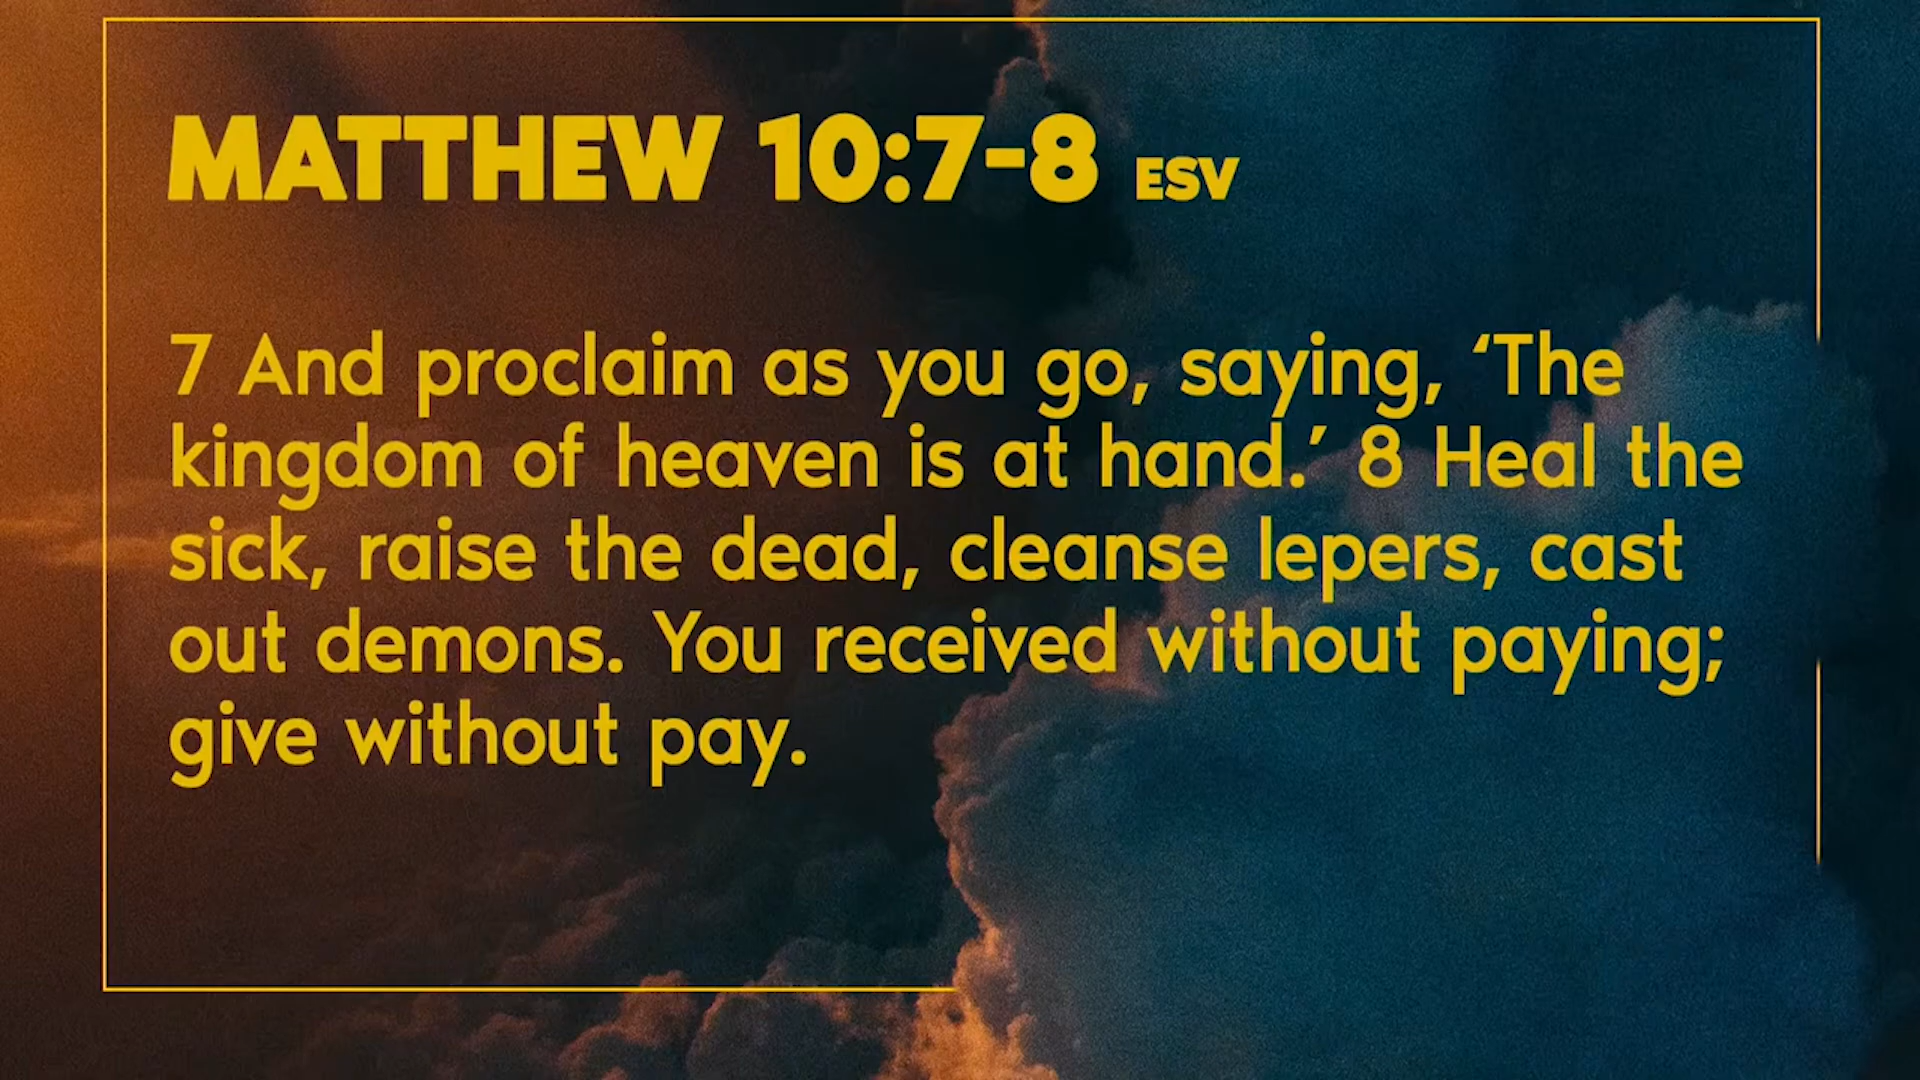 MATTHEW 10:7-8 ESV
7 And proclaim as you go, saying, ‘The
kingdom of heaven is at hand.’ 8 Heal the
sick, raise the dead, cleanse lepers, cast
out demons. You received without paying;
give without pay.